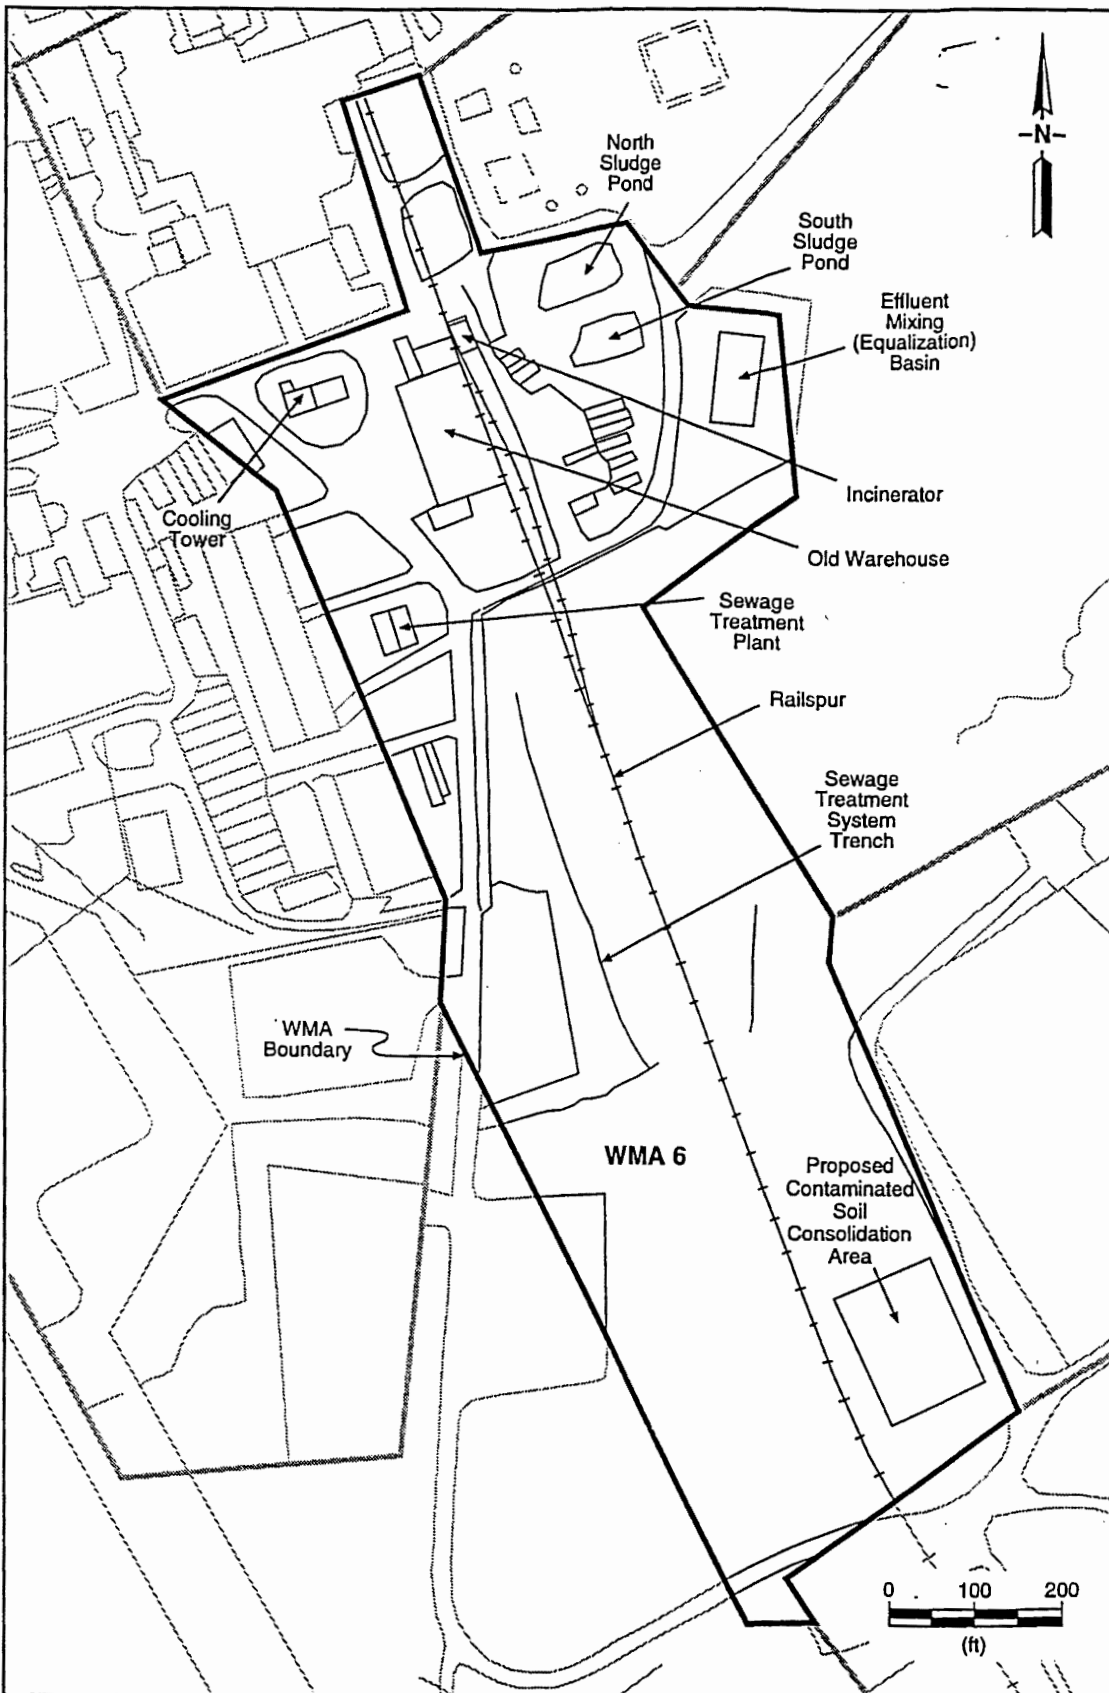 N
North
Sludge
Pond
South
Sludge
Pond
Effluent
Mixing
(Equalization)
Basin
Incinerator
Cooling
Tower
Old Warehouse
Sewage
Treatment
Plant
Railspur
Sewage
Treatment
System
Trench
WMA
Boundary
WMA 6
Proposed
Contaminated
Soil
Consolidation
Area
0 100 200
(ft)